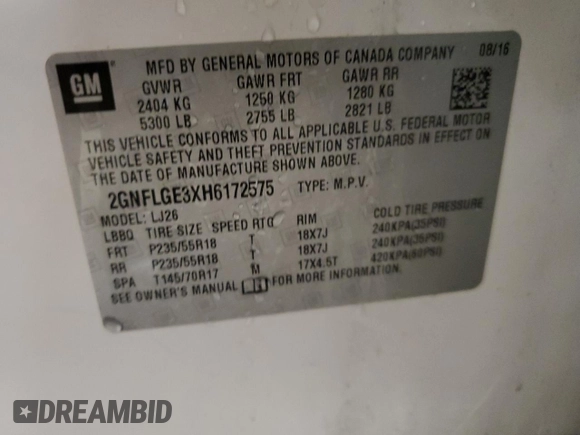 GM
MFD BY GENERAL MOTORS OF CANADA COMPANY 08/16
GVWR GAWR FRT GAWR RR
2404 KG 1250 KG 1280 KG
5300 LB 2755 LB 2821 LB
THIS VEHICLE CONFORMS TO ALL APPLICABLE U.S. FEDERAL MOTOR
VEHICLE SAFETY AND THEFT PREVENTION STANDARDS IN EFFECT ON
THE DATE OF MANUFACTURE SHOWN ABOVE.
2GNFLGE3XH6172575 TYPE: M.P.V.
MODEL: LJ26
LBBQ TIRE SIZE SPEED RTG RIM COLD TIRE PRESSURE
FRT P235/55R18 T 18X7J 240KPA(35PSI)
RR P235/55R18 T 18X7J 240KPA(35PSI)
SPA T145/70R17 M 17X4.5T 420KPA(60PSI)
SEE OWNER'S MANUAL FOR MORE INFORMATION.
DREAMBID